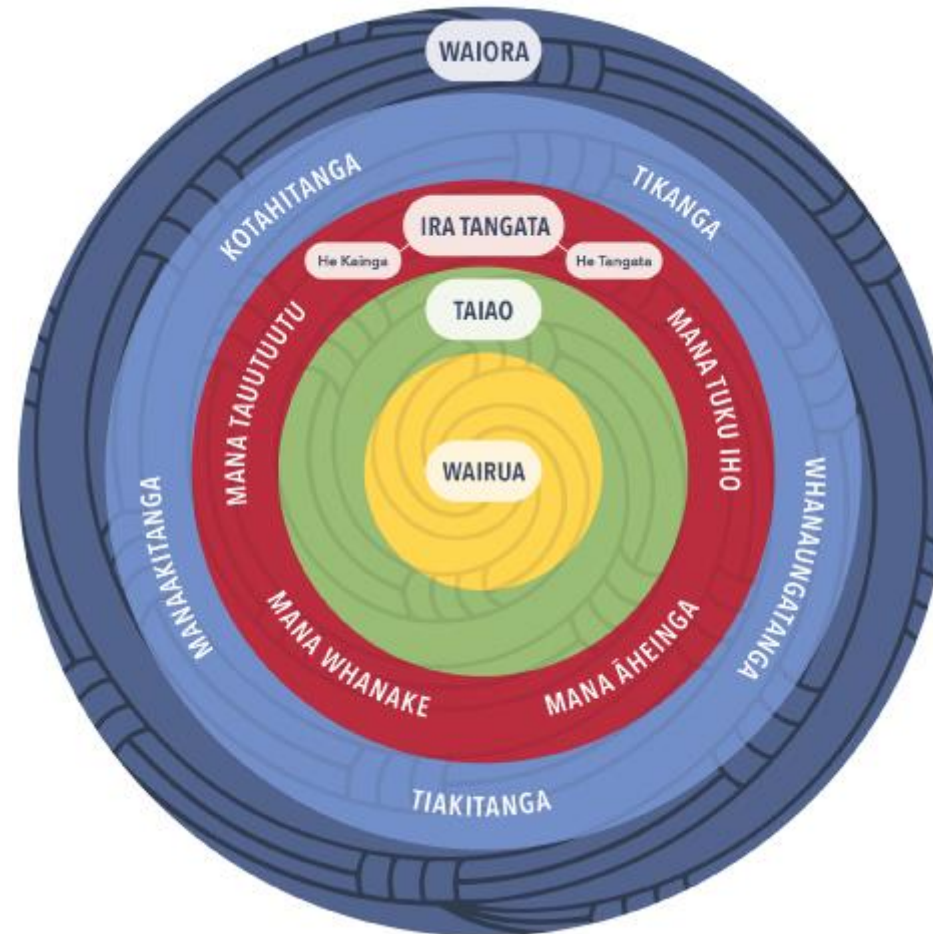 WAIORA
KOTAHITANGA
TIKANGA
IRA TANGATA
He Kainga
He Tangata
TAIAO
MANA TAUUTUUTU
MANA TUKU IHO
WAIRUA
MANAAKITANGA
WHANAUNGATANGA
MANA WHANAKE
MANA ĀHEINGA
TIAKITANGA